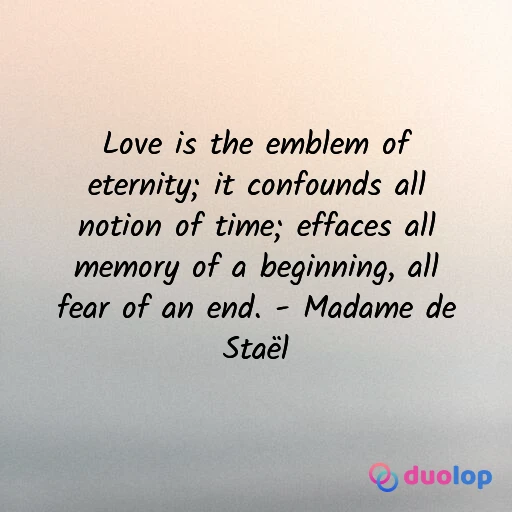 Love is the emblem of
eternity; it confounds all
notion of time; effaces all
memory of a beginning, all
fear of an end. - Madame de
Staël
duolop